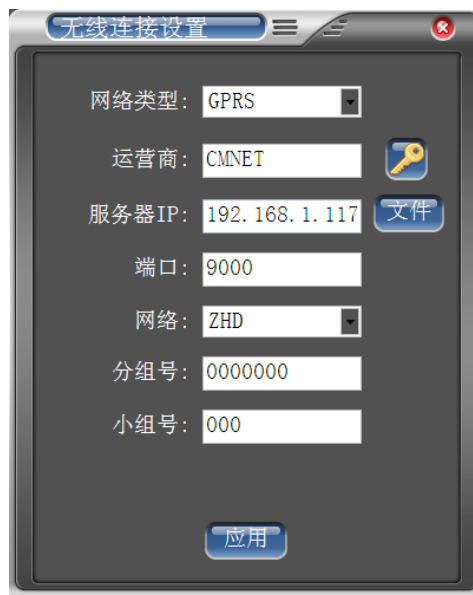 无线连接设置
网络类型: GPRS
运营商: CMNET
服务器IP: 192.168.1.117 文件
端口: 9000
网络: ZHD
分组号: 0000000
小组号: 000
应用